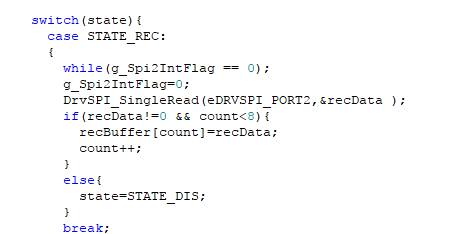 switch(state){
case STATE_REC:
{
while(g_Spi2IntFlag == 0);
g_Spi2IntFlag=0;
DrvSPI_SingleRead(eDRVSPI_PORT2,&recData );
if(recData!=0 && count<8){
recBuffer[count]=recData;
count++;
}
else{
state=STATE_DIS;
}
break;